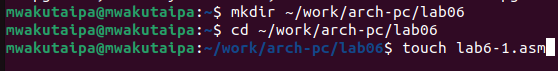 mwakutaipa@mwakutaipa:~$ mkdir ~/work/arch-pc/lab06
mwakutaipa@mwakutaipa:~$ cd ~/work/arch-pc/lab06
mwakutaipa@mwakutaipa:~/work/arch-pc/lab06$ touch lab6-1.asm